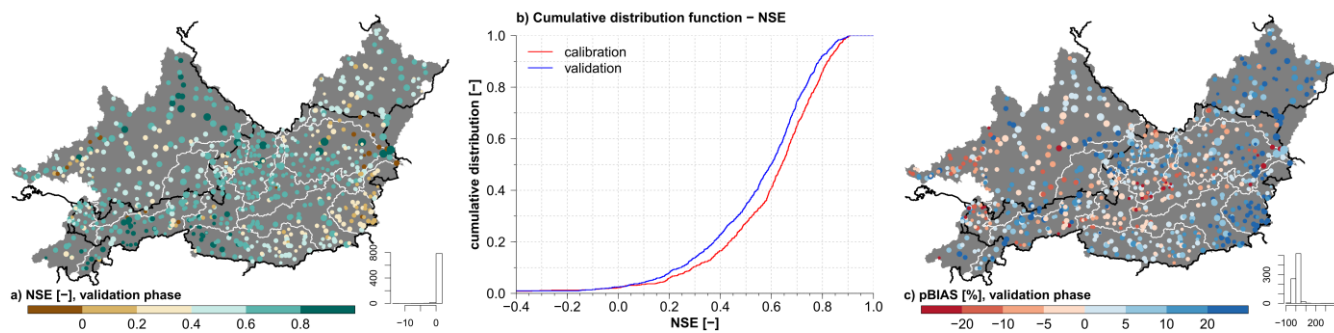 800
400
0
−10 0
a) NSE [−], validation phase
0 0.2 0.4 0.6 0.8
b) Cumulative distribution function − NSE
calibration
validation
cumulative distribution [−]
1.0
0.8
0.6
0.4
0.2
0.0
−0.4 −0.2 0.0 0.2 0.4 0.6 0.8 1.0
NSE [−]
300
0
−100 200
c) pBIAS [%], validation phase
−20 −10 −5 0 5 10 20